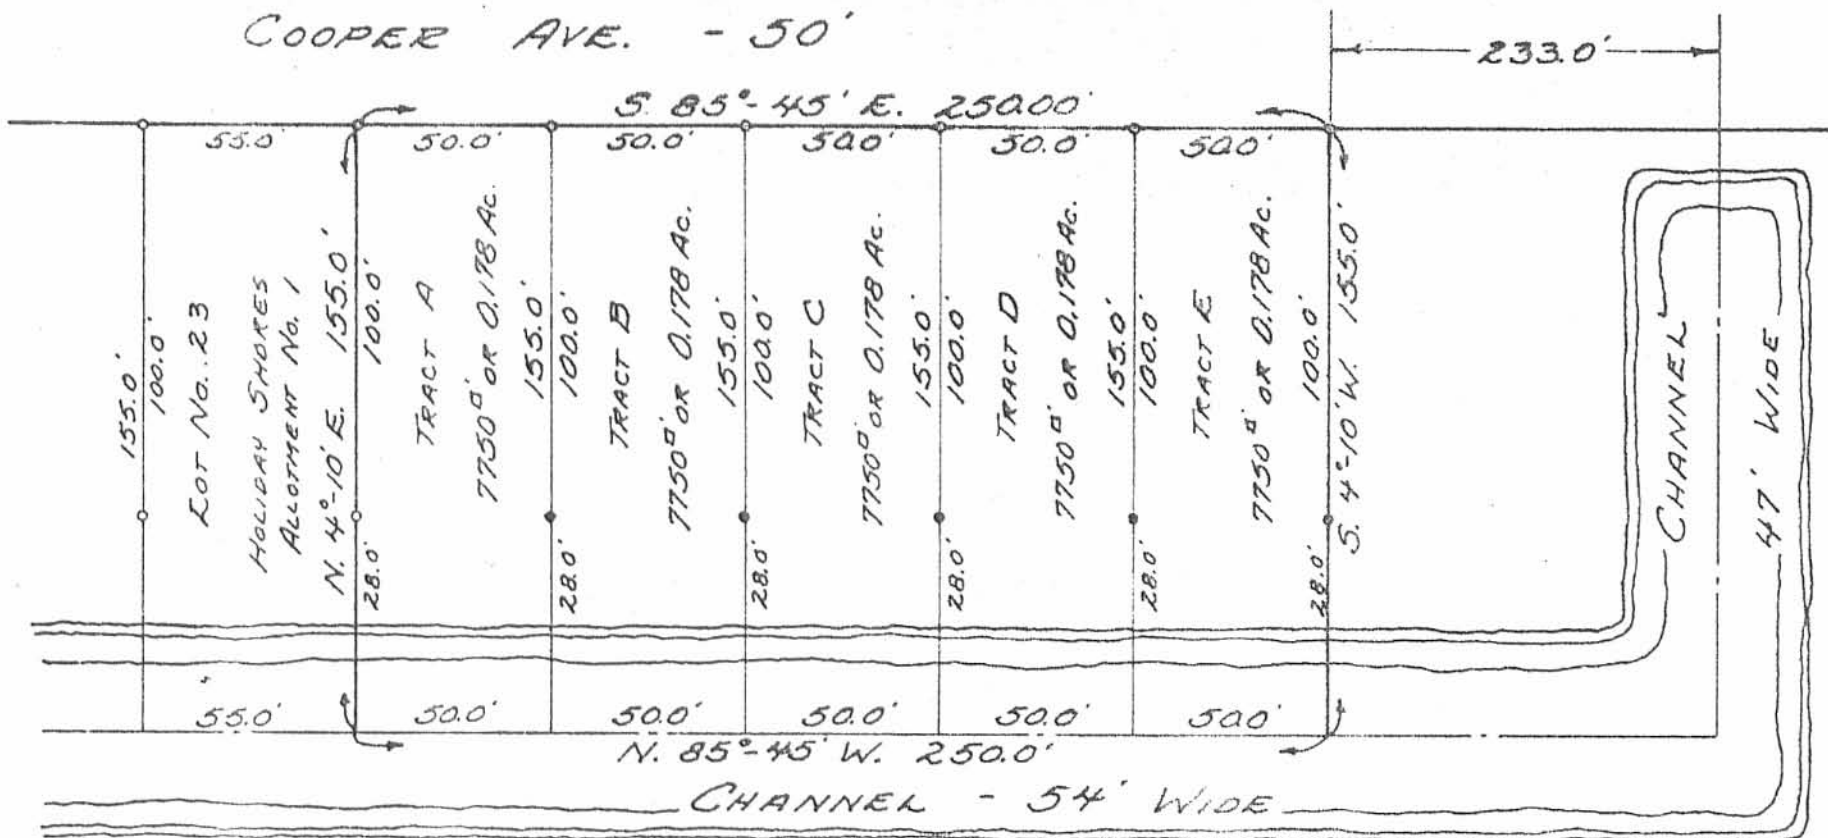 COOPER AVE. - 50'
233.0'
S. 85°-45' E. 250.00'
55.0'
50.0'
50.0'
50.0'
50.0'
50.0'
155.0'
100.0'
LOT No. 23
HOLIDAY SHORES
ALLOTMENT No. 1
N. 4°-10' E. 155.0'
100.0'
28.0'
TRACT A
7750□' OR 0.178 Ac.
155.0'
100.0'
28.0'
TRACT B
7750□' OR 0.178 Ac.
155.0'
100.0'
28.0'
TRACT C
7750□' OR 0.178 Ac.
155.0'
100.0'
28.0'
TRACT D
7750□' OR 0.178 Ac.
155.0'
100.0'
28.0'
TRACT E
7750□' OR 0.178 Ac.
100.0'
28.0'
S. 4°-10' W. 155.0'
CHANNEL
47' WIDE
55.0'
50.0'
50.0'
50.0'
50.0'
50.0'
N. 85°-45' W. 250.0'
CHANNEL - 54' WIDE